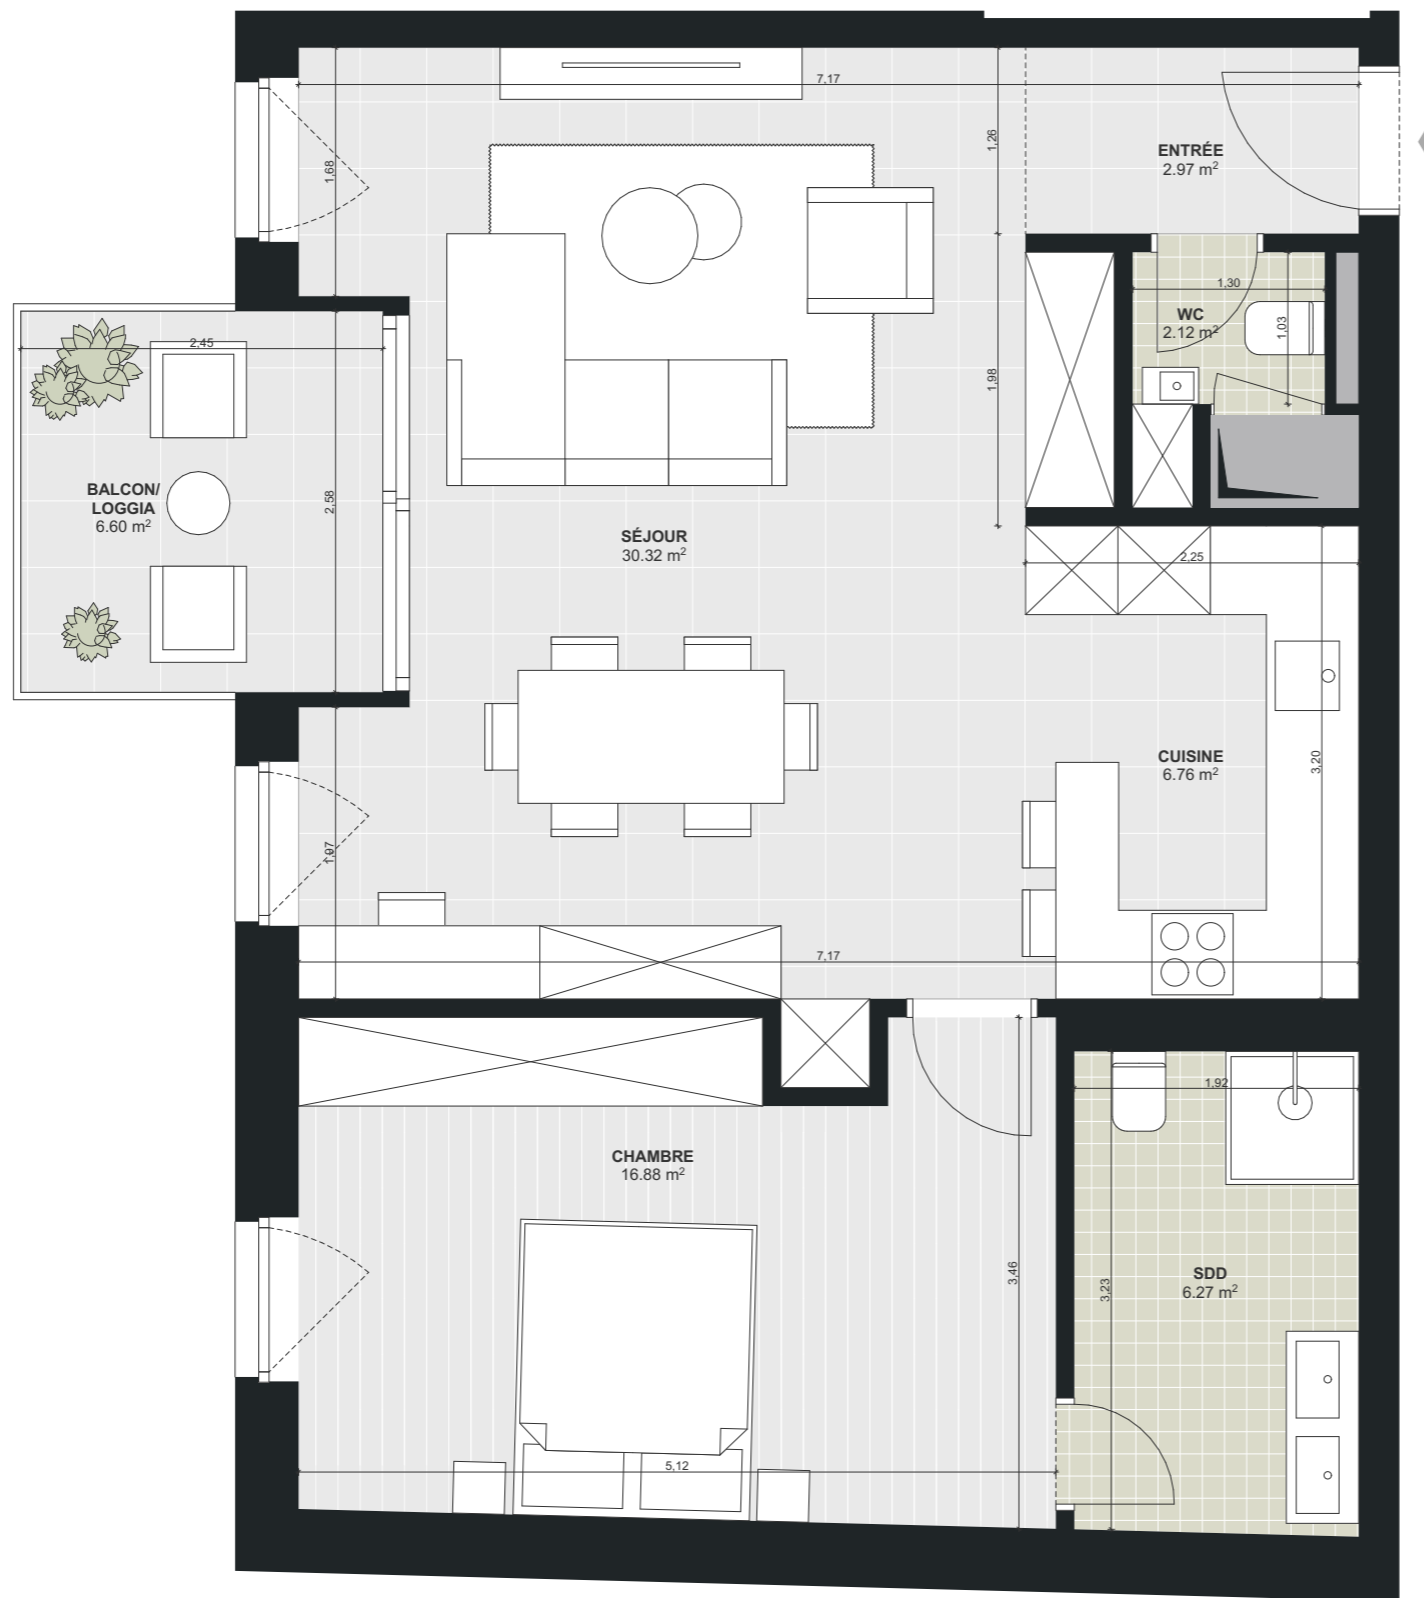 7,17
1,68
1,26
ENTRÉE
2.97 m²
1,30
WC
2.12 m²
1,03
2,45
1,98
BALCON/
LOGGIA
6.60 m²
2,58
SÉJOUR
30.32 m²
2,25
CUISINE
6.76 m²
3,20
1,97
7,17
1,92
CHAMBRE
16.88 m²
3,46
3,23
SDD
6.27 m²
5,12